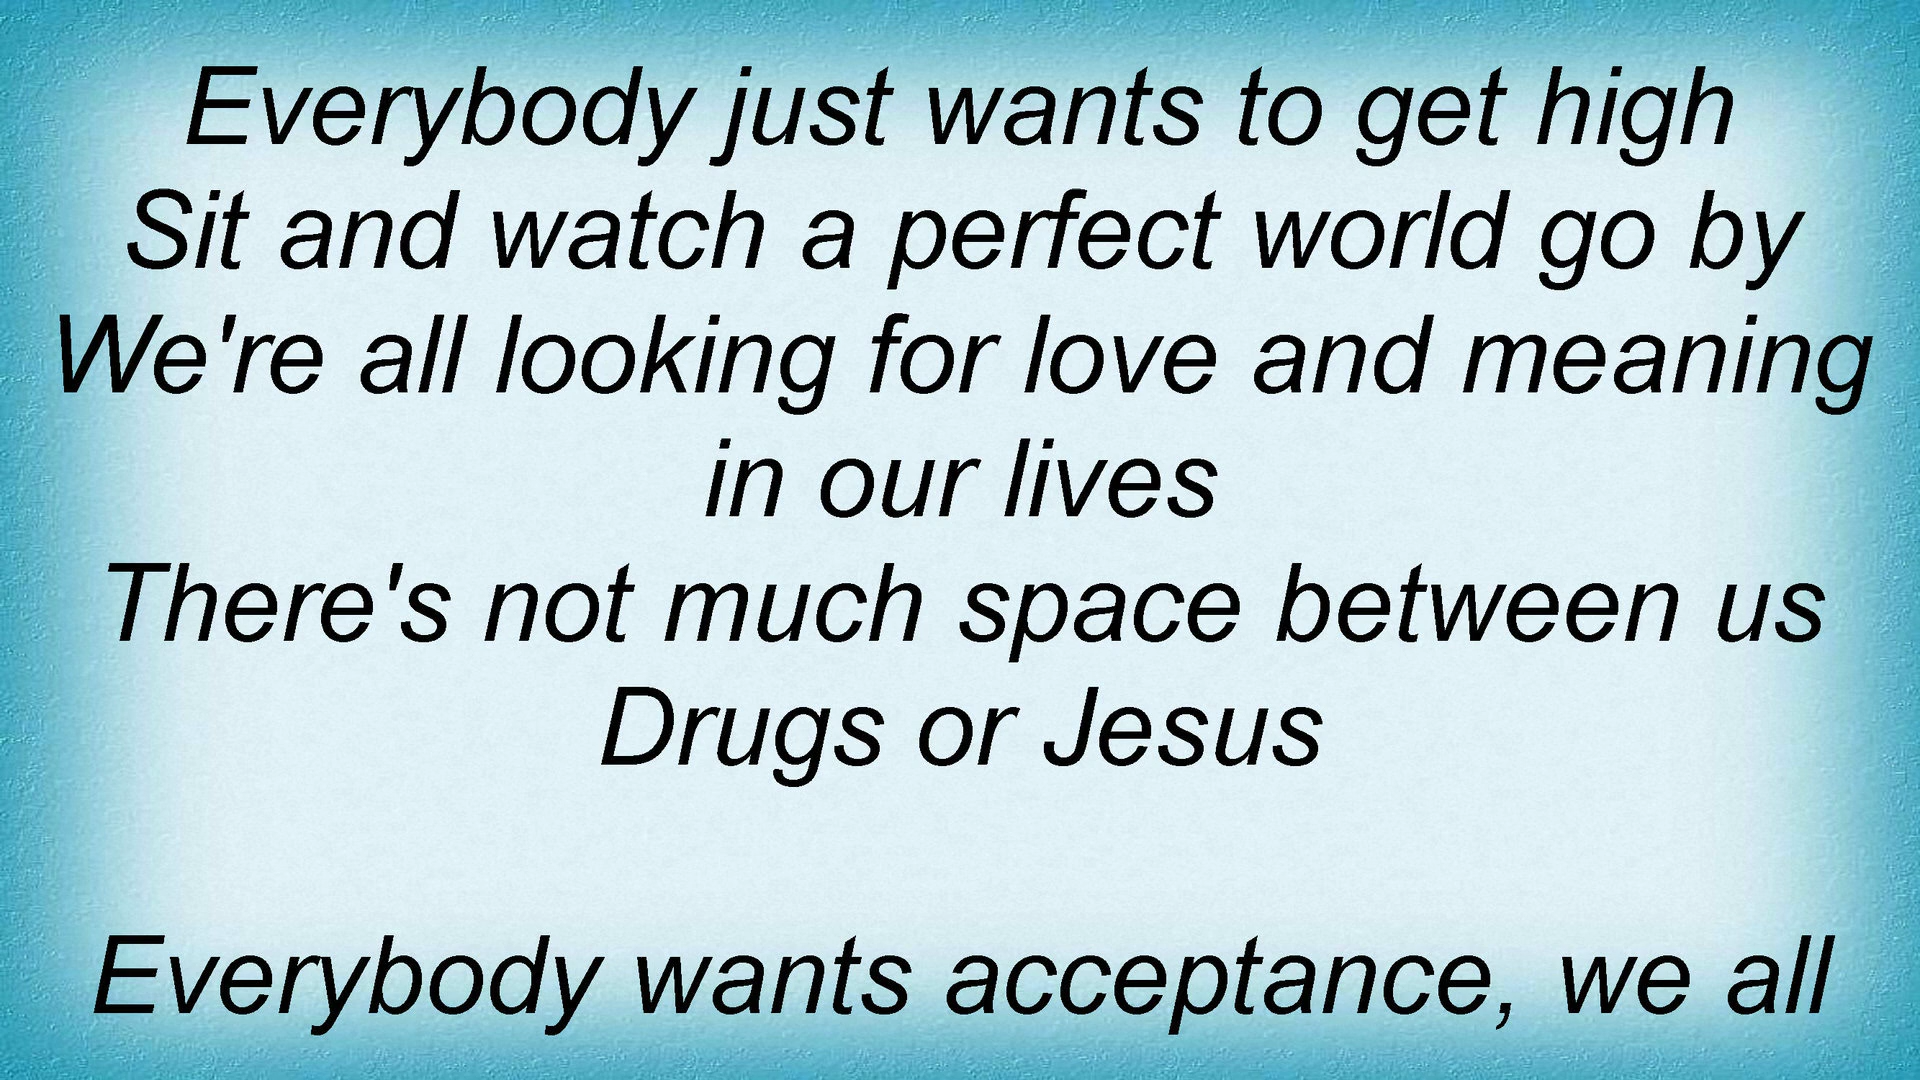 Everybody just wants to get high
Sit and watch a perfect world go by
We're all looking for love and meaning
in our lives
There's not much space between us
Drugs or Jesus
Everybody wants acceptance, we all